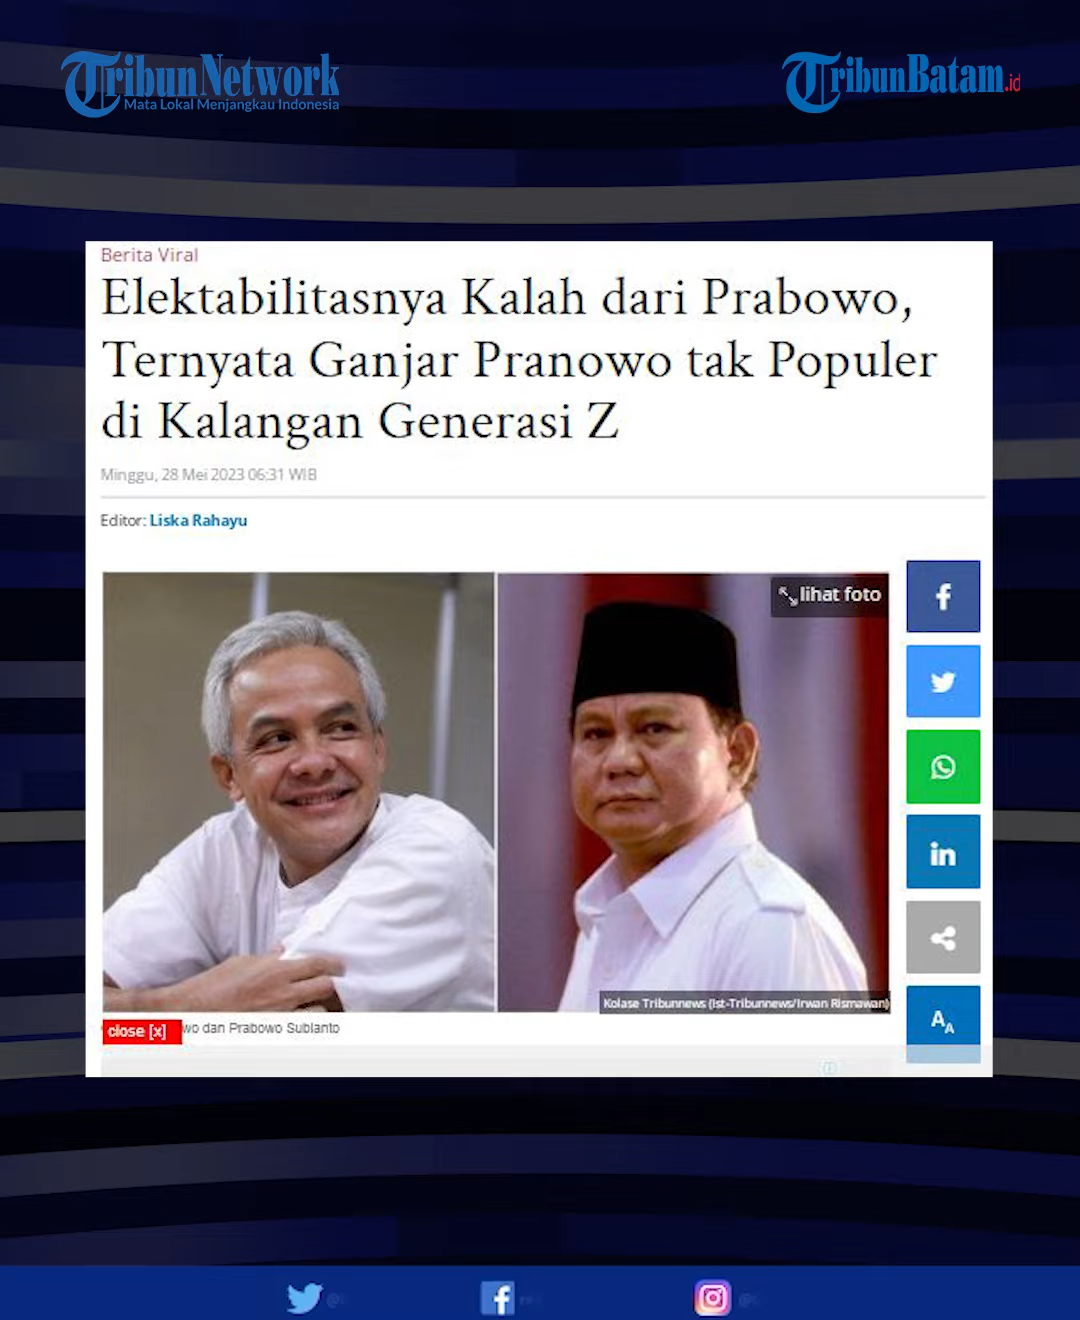 TribunNetwork
Mata Lokal Menjangkau Indonesia
TribunBatam.id
Berita Viral
Elektabilitasnya Kalah dari Prabowo,
Ternyata Ganjar Pranowo tak Populer
di Kalangan Generasi Z
Minggu, 28 Mei 2023 06:31 WIB
Editor: Liska Rahayu
lihat foto
Kolase Tribunnews (Ist-Tribunnews/Irwan Rismawan)
close [x]
wo dan Prabowo Subianto
in
AA